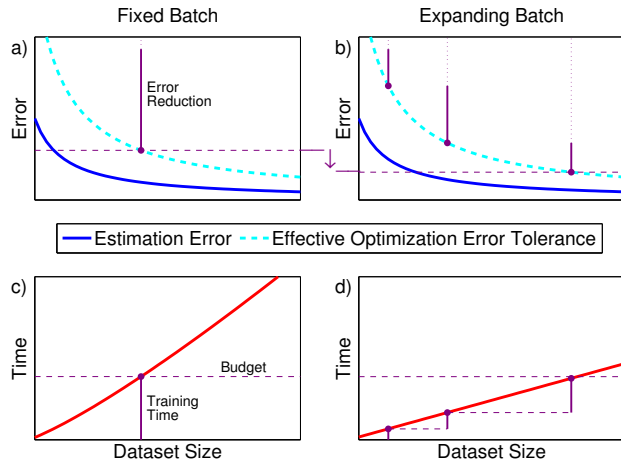 Fixed Batch
Expanding Batch
a)
b)
Error
Error
Error
Reduction
Estimation Error
Effective Optimization Error Tolerance
c)
d)
Time
Time
Budget
Training
Time
Dataset Size
Dataset Size